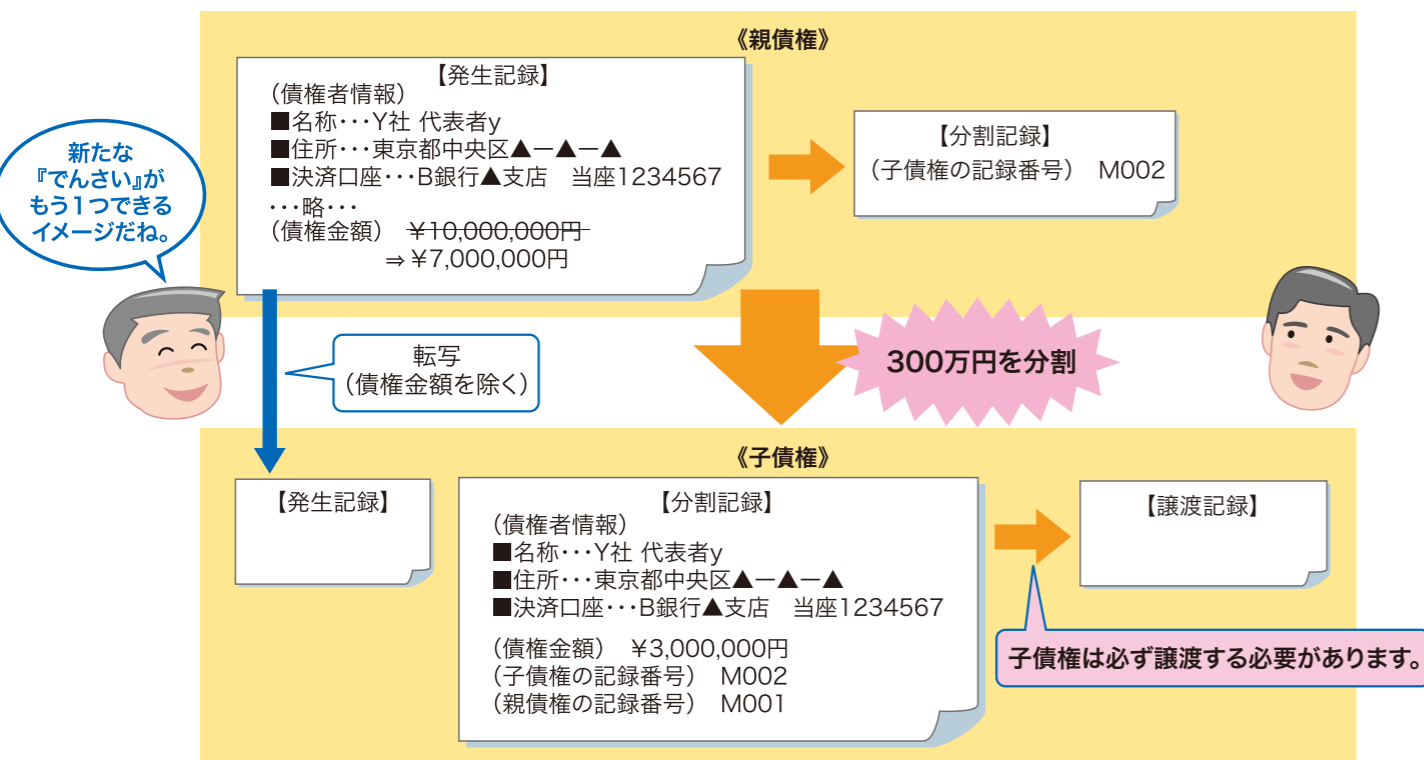 《親債権》
【発生記録】
（債権者情報）
■名称･･･Y社 代表者y
■住所･･･東京都中央区▲ー▲ー▲
■決済口座･･･B銀行▲支店　当座1234567
･･･略･･･
（債権金額）　¥10,000,000円
⇒¥7,000,000円
【分割記録】
（子債権の記録番号）　M002
新たな
『でんさい』が
もう1つできる
イメージだね。
転写
（債権金額を除く）
300万円を分割
《子債権》
【発生記録】
【分割記録】
（債権者情報）
■名称･･･Y社 代表者y
■住所･･･東京都中央区▲ー▲ー▲
■決済口座･･･B銀行▲支店　当座1234567
（債権金額）　¥3,000,000円
（子債権の記録番号）　M002
（親債権の記録番号）　M001
【譲渡記録】
子債権は必ず譲渡する必要があります。